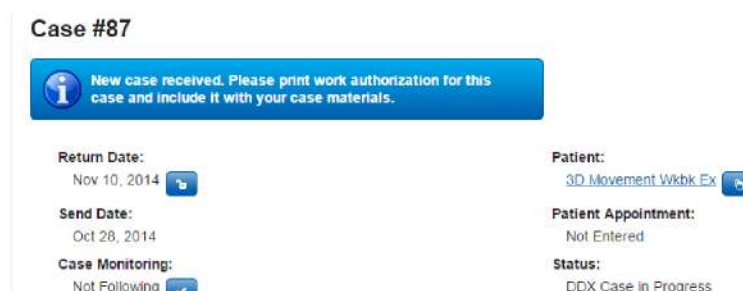 Case #87
New case received. Please print work authorization for this
case and include it with your case materials.
Return Date:
Nov 10, 2014
Send Date:
Oct 28, 2014
Case Monitoring:
Not Following
Patient:
3D Movement Wkbk Ex
Patient Appointment:
Not Entered
Status:
DDX Case in Progress